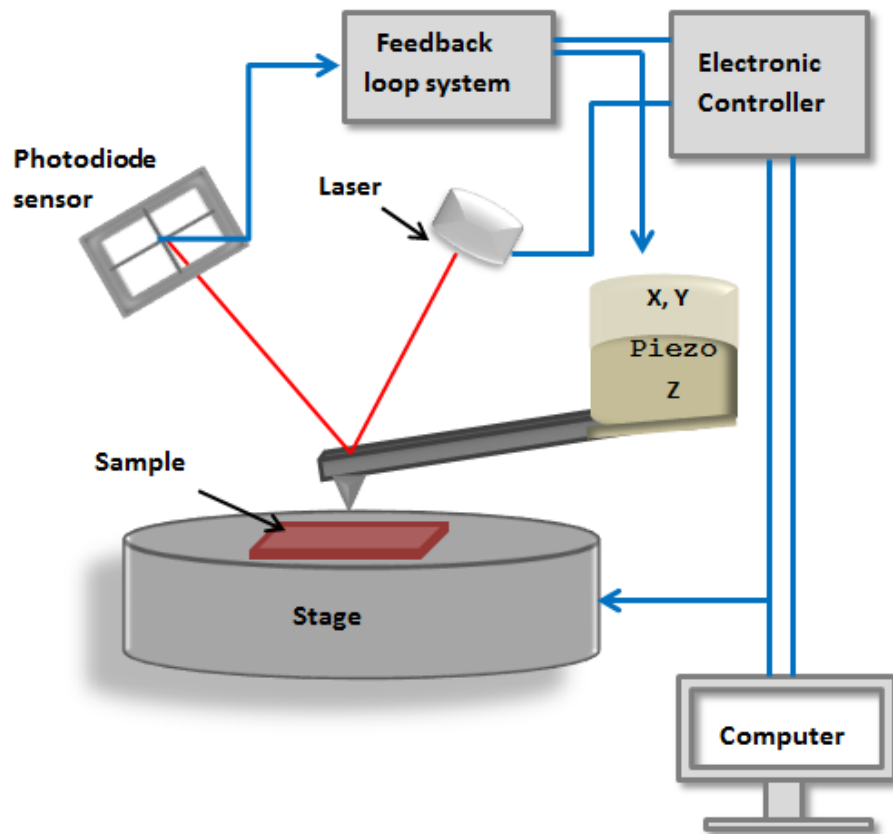 Feedback
loop system
Electronic
Controller
Photodiode
sensor
Laser
X, Y
Piezo
Z
Sample
Stage
Computer